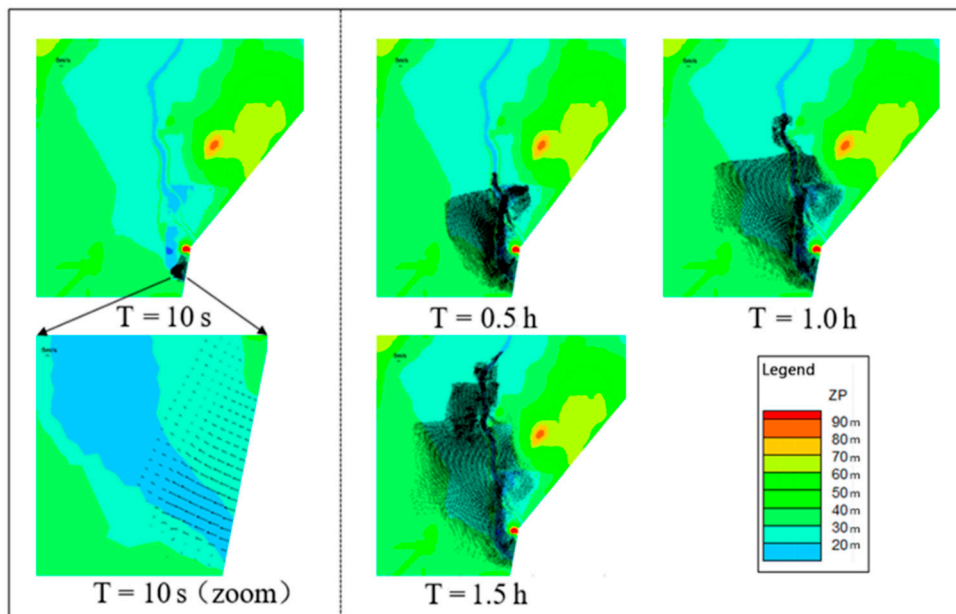 T = 10 s
T = 0.5 h
T = 1.0 h
T = 10 s（zoom）
T = 1.5 h
Legend
ZP
90 m
80 m
70 m
60 m
50 m
40 m
30 m
20 m